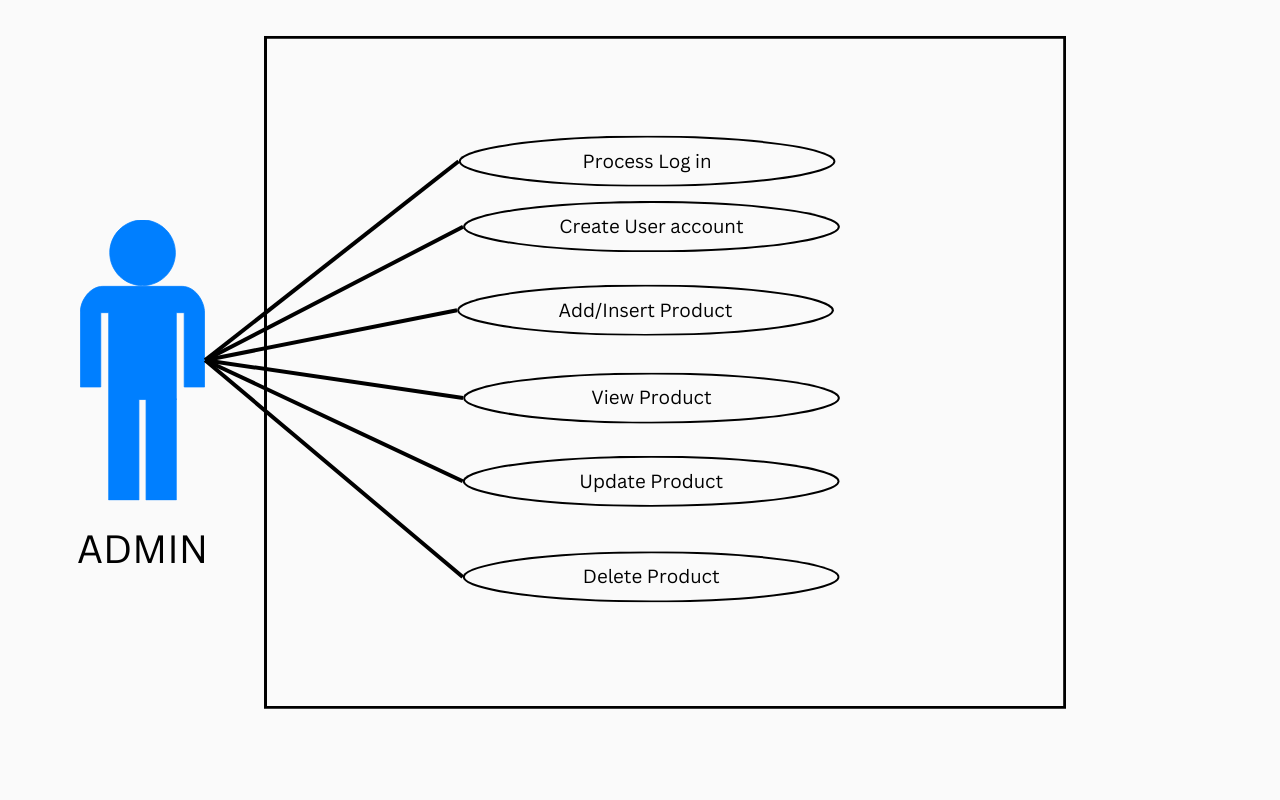 Process Log in
Create User account
Add/Insert Product
View Product
Update Product
Delete Product
ADMIN